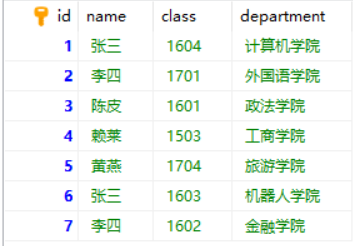 id name class department
1 张三 1604 计算机学院
2 李四 1701 外国语学院
3 陈皮 1601 政法学院
4 赖莱 1503 工商学院
5 黄燕 1704 旅游学院
6 张三 1603 机器人学院
7 李四 1602 金融学院